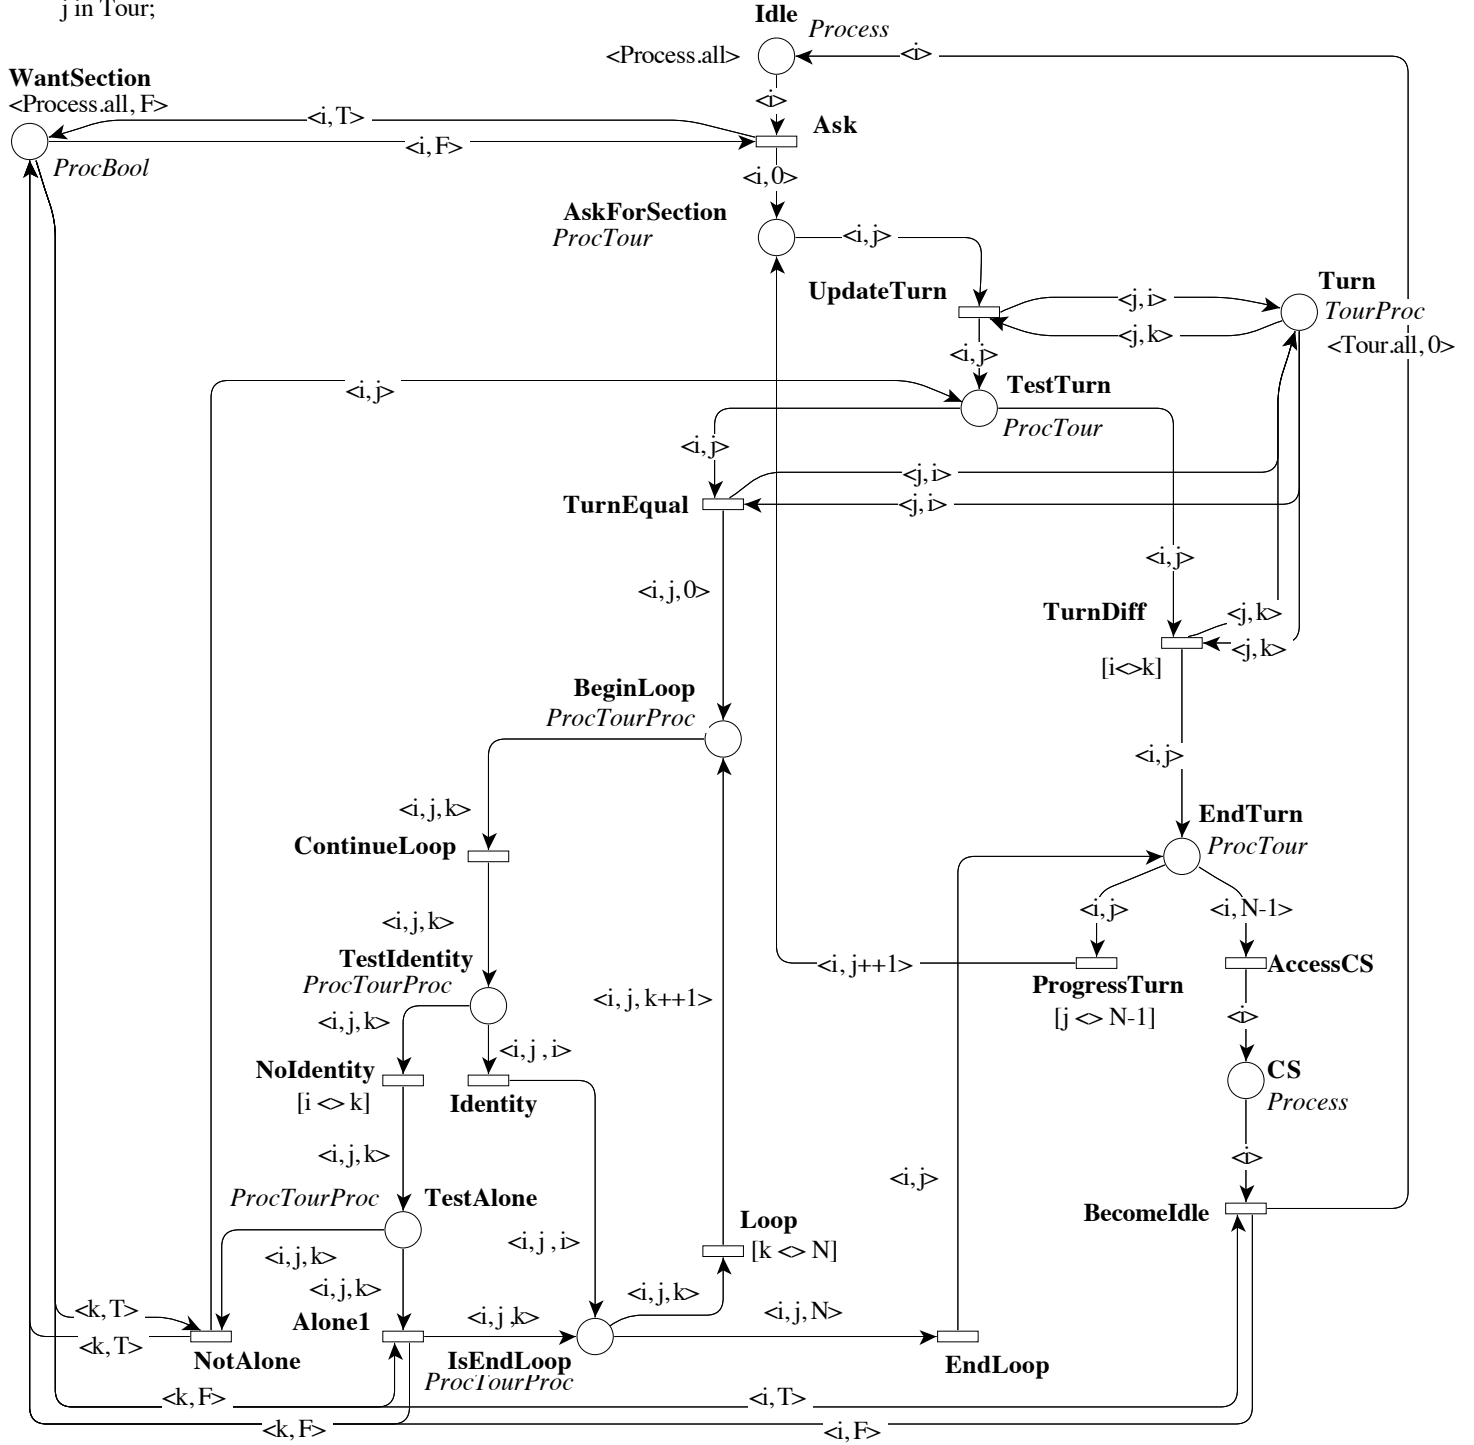 j in Tour;
Idle
Process
<Process.all>
<i>
WantSection
<Process.all, F>
<i>
<i, T>
Ask
<i, F>
ProcBool
<i, 0>
AskForSection
ProcTour
<i, j>
UpdateTurn
Turn
<j, i>
TourProc
<j, k>
<Tour.all, 0>
<i, j>
<i, j>
TestTurn
ProcTour
<i, j>
<j, i>
TurnEqual
<j, i>
<i, j>
<i, j, 0>
TurnDiff
<j, k>
<j, k>
[i<>k]
BeginLoop
ProcTourProc
<i, j>
<i, j, k>
EndTurn
ProcTour
ContinueLoop
<i, j>
<i, N-1>
<i, j, k>
TestIdentity
ProcTourProc
<i, j++1>
AccessCS
ProgressTurn
[j <> N-1]
<i, j, k++1>
<i, j, k>
<i>
<i, j , i>
NoIdentity
[i <> k]
Identity
CS
Process
<i, j, k>
<i>
<i, j>
ProcTourProc
TestAlone
BecomeIdle
Loop
[k <> N]
<i, j , i>
<i, j, k>
<i, j, k>
<i, j, k>
<k, T>
<i, j, N>
Alone1
<i, j ,k>
<k, T>
NotAlone
IsEndLoop
ProcTourProc
EndLoop
<k, F>
<i, T>
<k, F>
<i, F>